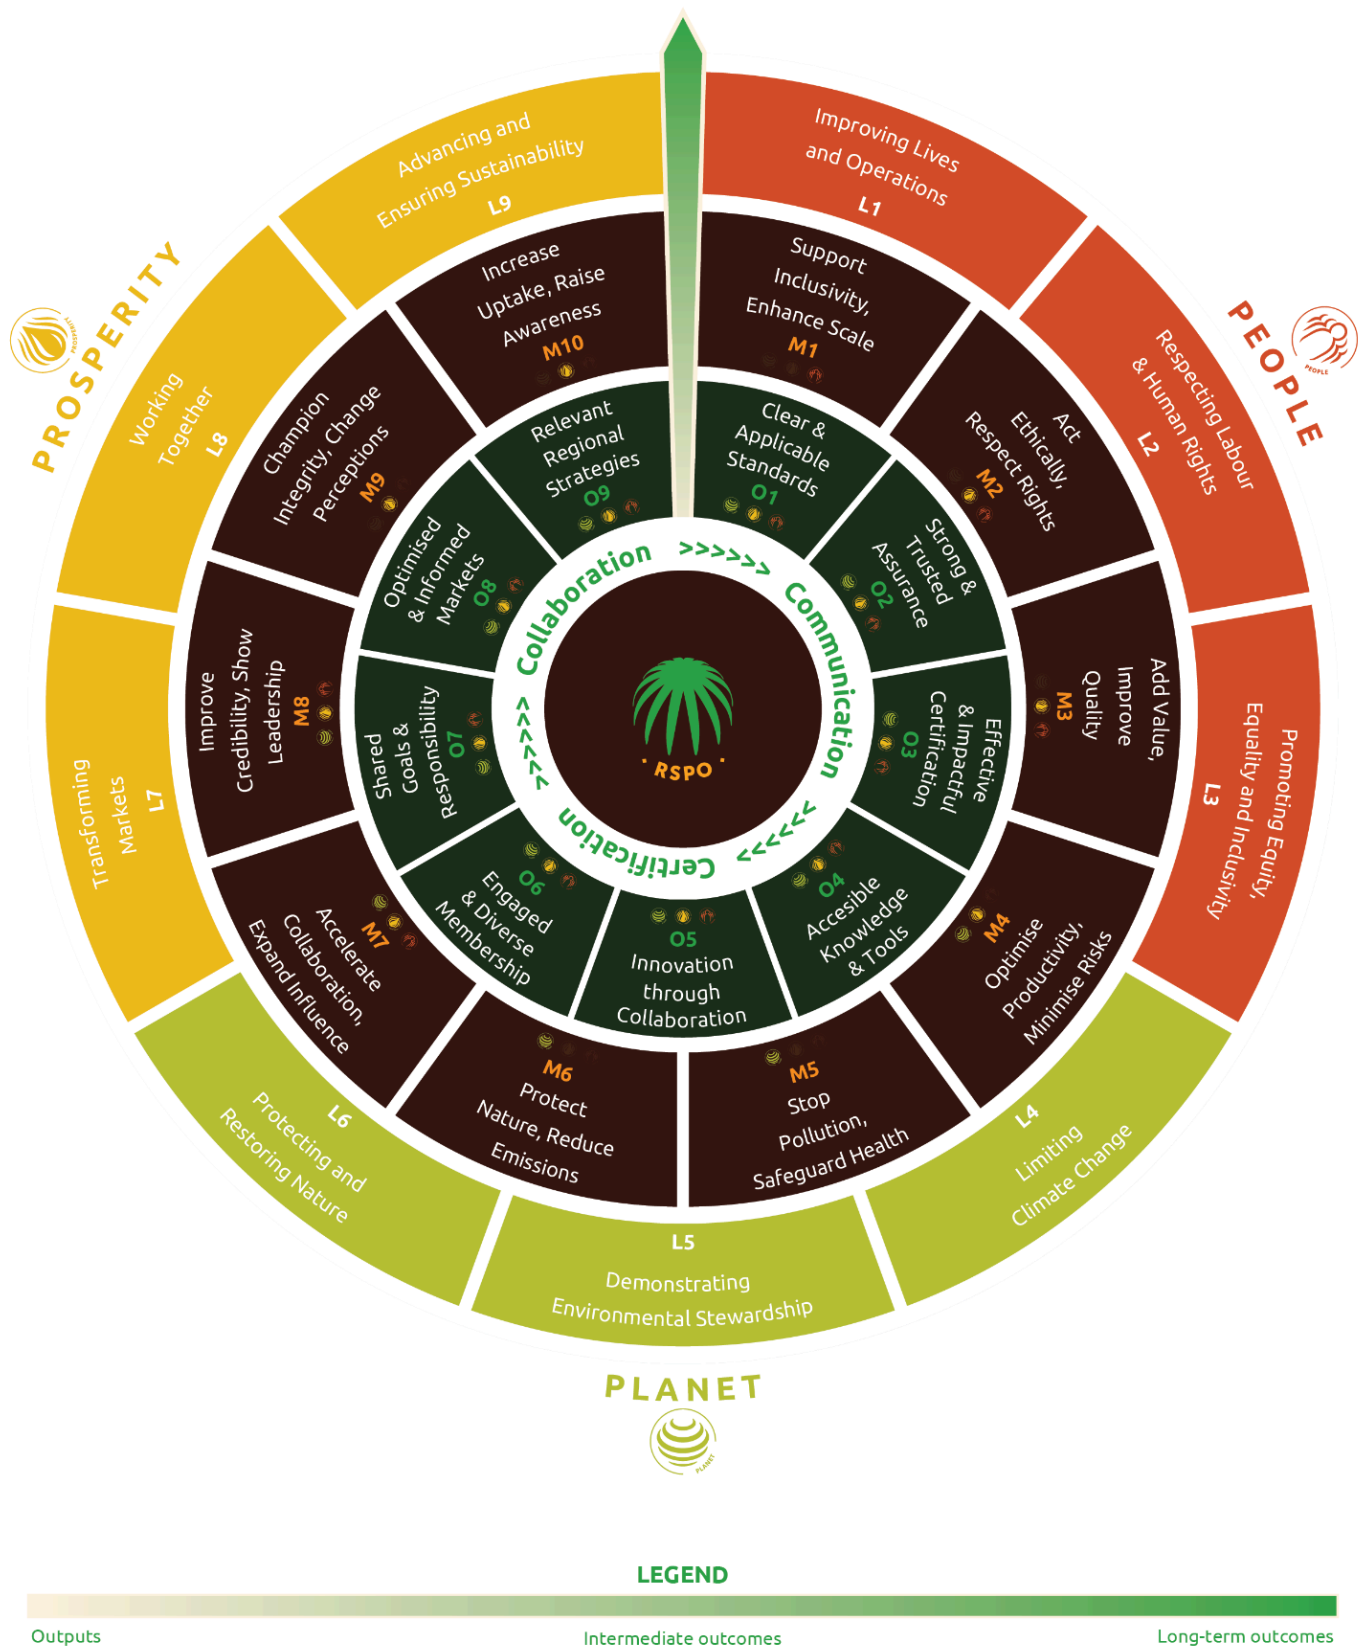 Improving Lives
and Operations
L1
Respecting Labour
& Human Rights
L2
Promoting Equity,
Equality and Inclusivity
L3
L4
Limiting
Climate Change
L5
Demonstrating
Environmental Stewardship
L6
Protecting and
Restoring Nature
Transforming
Markets
L7
Working
Together
L8
Advancing and
Ensuring Sustainability
L9
PEOPLE
PEOPLE
PLANET
PLANET
PROSPERITY
PROSPERITY
Support
Inclusivity,
Enhance Scale
M1
Act
Ethically,
Respect Rights
M2
Add Value,
Improve
Quality
M3
M4
Optimise
Productivity,
Minimise Risks
M5
Stop
Pollution,
Safeguard Health
M6
Protect
Nature, Reduce
Emissions
M7
Accelerate
Collaboration,
Expand Influence
Improve
Credibility, Show
Leadership
M8
Champion
Integrity, Change
Perceptions
M9
Increase
Uptake, Raise
Awareness
M10
Clear &
Applicable
Standards
O1
Strong &
Trusted
Assurance
O2
Effective
& Impactful
Certification
O3
O4
Accesible
Knowledge
& Tools
O5
Innovation
through
Collaboration
O6
Engaged
& Diverse
Membership
Shared
Goals &
Responsibility
O7
Optimised
& Informed
Markets
O8
Relevant
Regional
Strategies
O9
Collaboration >>>>>> Communication >>>>>> Certification >>>>>>
RSPO
LEGEND
Outputs
Intermediate outcomes
Long-term outcomes